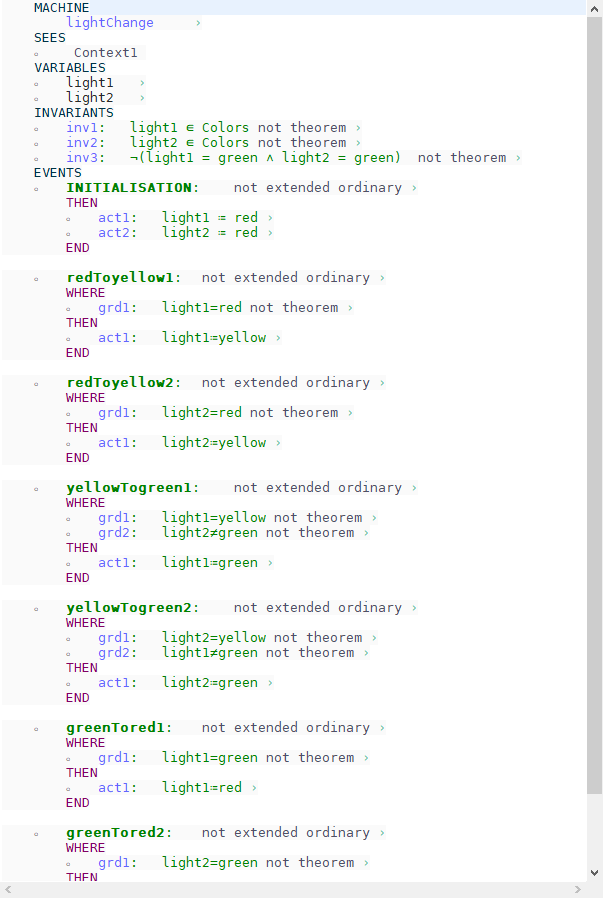 MACHINE
lightChange ›
SEES
Context1
VARIABLES
light1 ›
light2 ›
INVARIANTS
inv1: light1 ∈ Colors not theorem ›
inv2: light2 ∈ Colors not theorem ›
inv3: ¬(light1 = green ∧ light2 = green) not theorem ›
EVENTS
INITIALISATION: not extended ordinary ›
THEN
act1: light1 ≔ red ›
act2: light2 ≔ red ›
END
redToyellow1: not extended ordinary ›
WHERE
grd1: light1=red not theorem ›
THEN
act1: light1≔yellow ›
END
redToyellow2: not extended ordinary ›
WHERE
grd1: light2=red not theorem ›
THEN
act1: light2≔yellow ›
END
yellowTogreen1: not extended ordinary ›
WHERE
grd1: light1=yellow not theorem ›
grd2: light2≠green not theorem ›
THEN
act1: light1≔green ›
END
yellowTogreen2: not extended ordinary ›
WHERE
grd1: light2=yellow not theorem ›
grd2: light1≠green not theorem ›
THEN
act1: light2≔green ›
END
greenTored1: not extended ordinary ›
WHERE
grd1: light1=green not theorem ›
THEN
act1: light1≔red ›
END
greenTored2: not extended ordinary ›
WHERE
grd1: light2=green not theorem ›
THEN